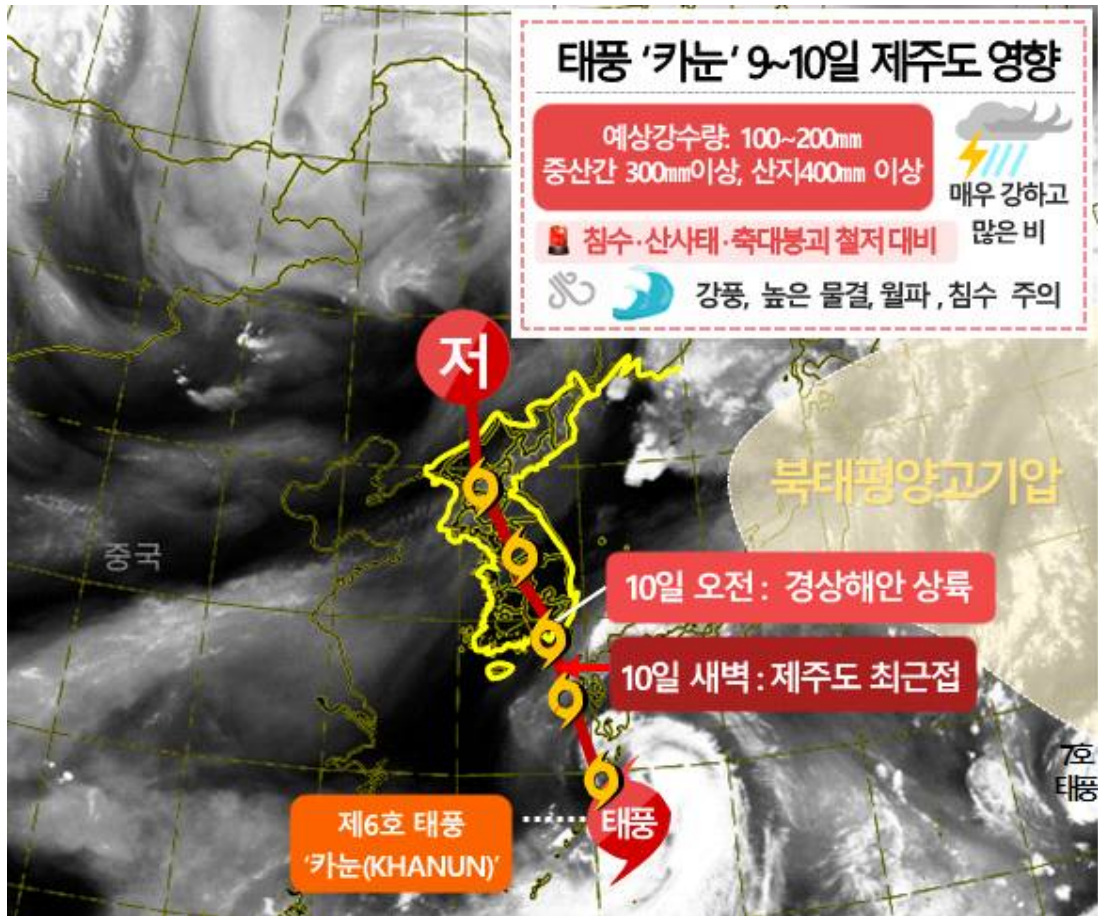 태풍 '카눈' 9~10일 제주도 영향
예상강수량: 100~200㎜
중산간 300㎜이상, 산지400㎜ 이상
매우 강하고
많은 비
침수·산사태·축대붕괴 철저 대비
강풍, 높은 물결, 월파 ,침수 주의
저
북태평양고기압
중국
10일 오전 : 경상해안 상륙
10일 새벽 : 제주도 최근접
7호
태풍
태풍
제6호 태풍
'카눈(KHANUN)'